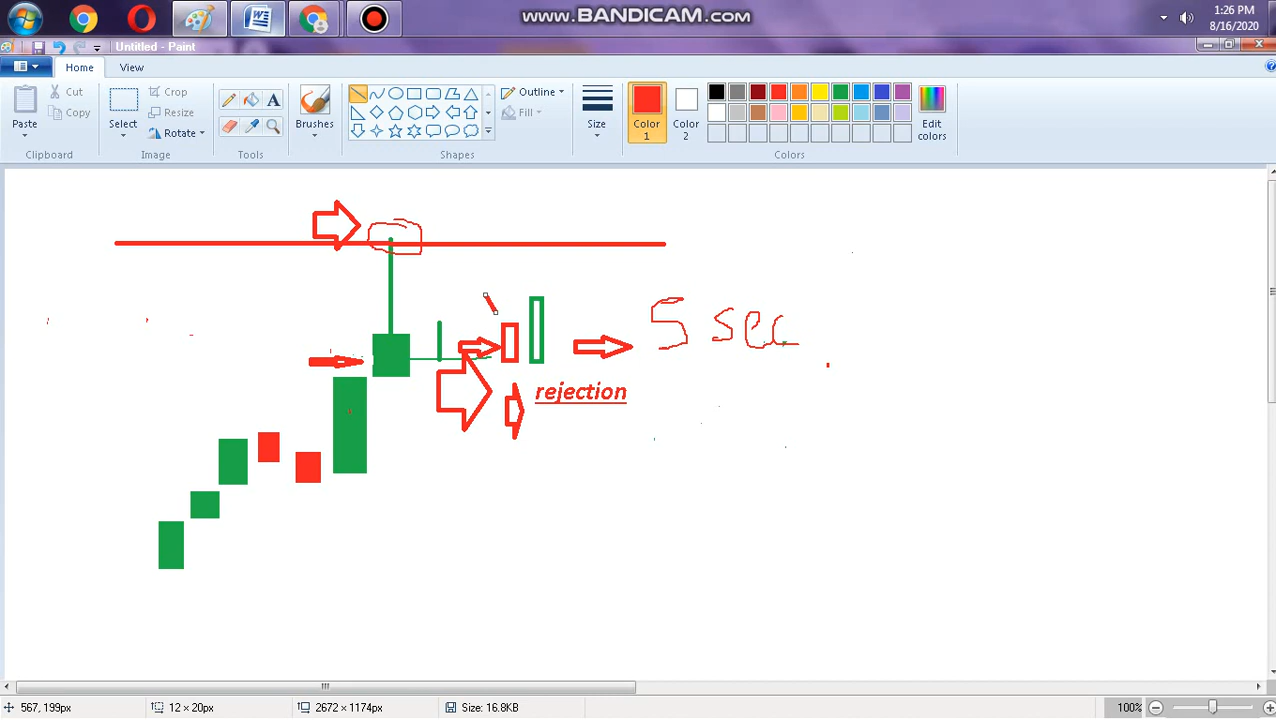 www.BANDICAM.com
1:26 PM
8/16/2020
Untitled - Paint
Home
View
Paste
Cut
Copy
Clipboard
Select
Crop
Resize
Rotate
Image
A
Tools
Brushes
Shapes
Outline
Fill
Size
Color
1
Color
2
Edit
colors
Colors
5 sec
rejection
567, 199px
12 × 20px
2672 × 1174px
Size: 16.8KB
100%